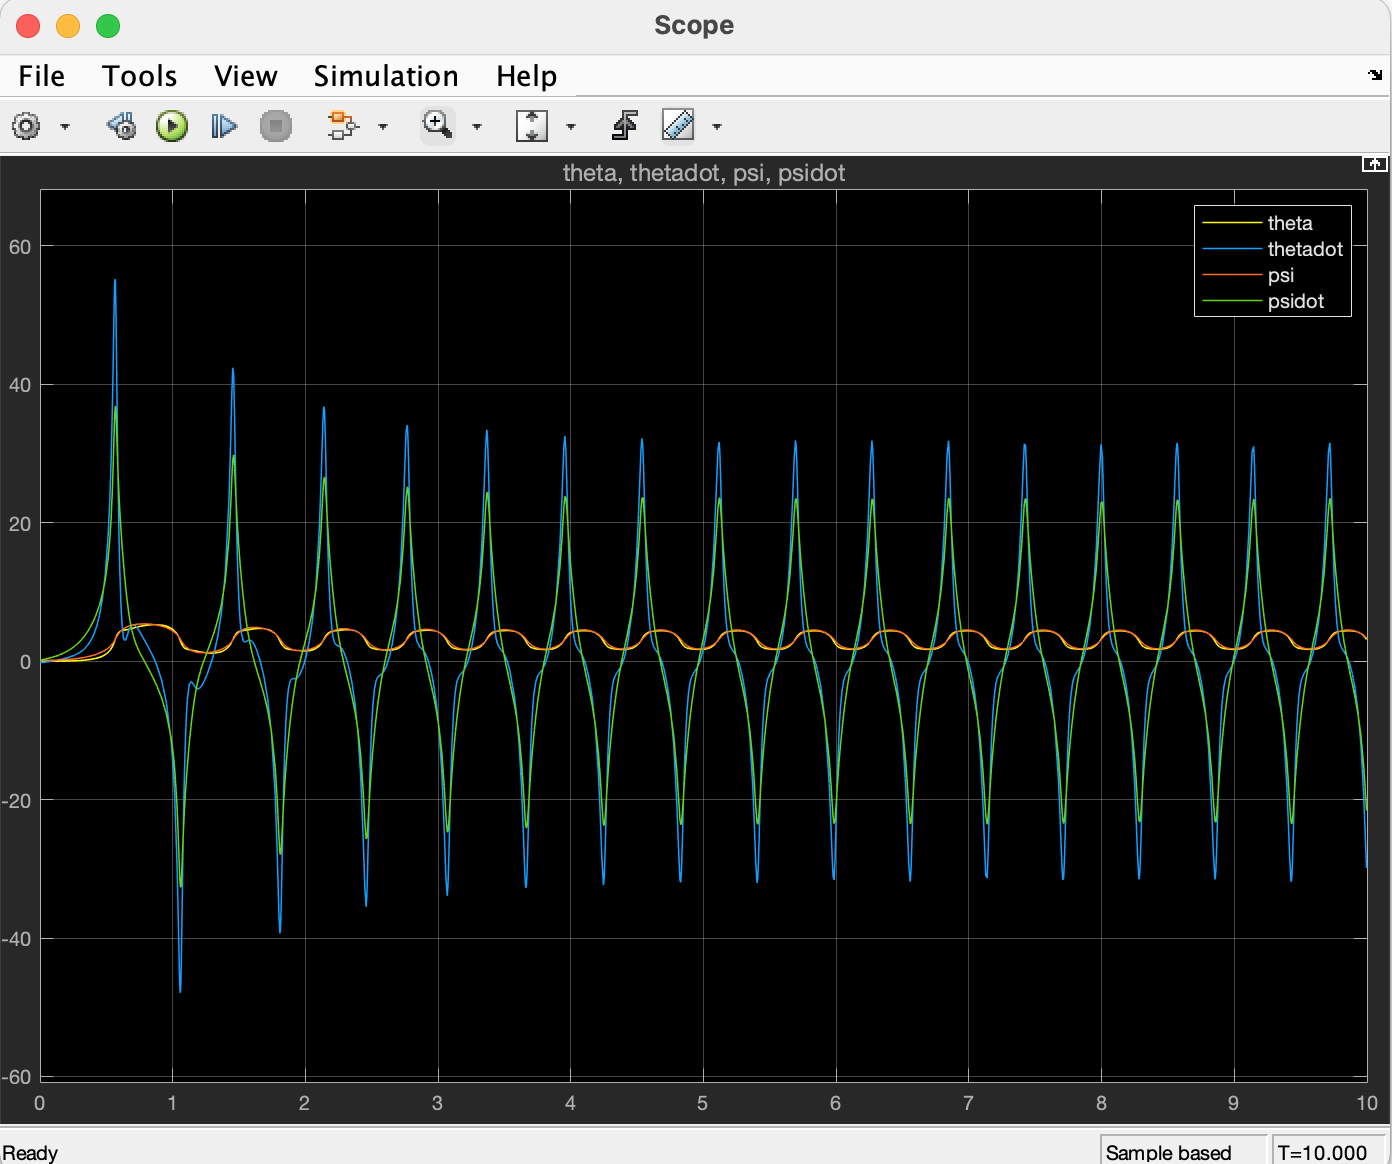 Scope
File Tools View Simulation Help
theta, thetadot, psi, psidot
theta
thetadot
psi
psidot
60
40
20
0
-20
-40
-60
0 1 2 3 4 5 6 7 8 9 10
Ready Sample based T=10.000